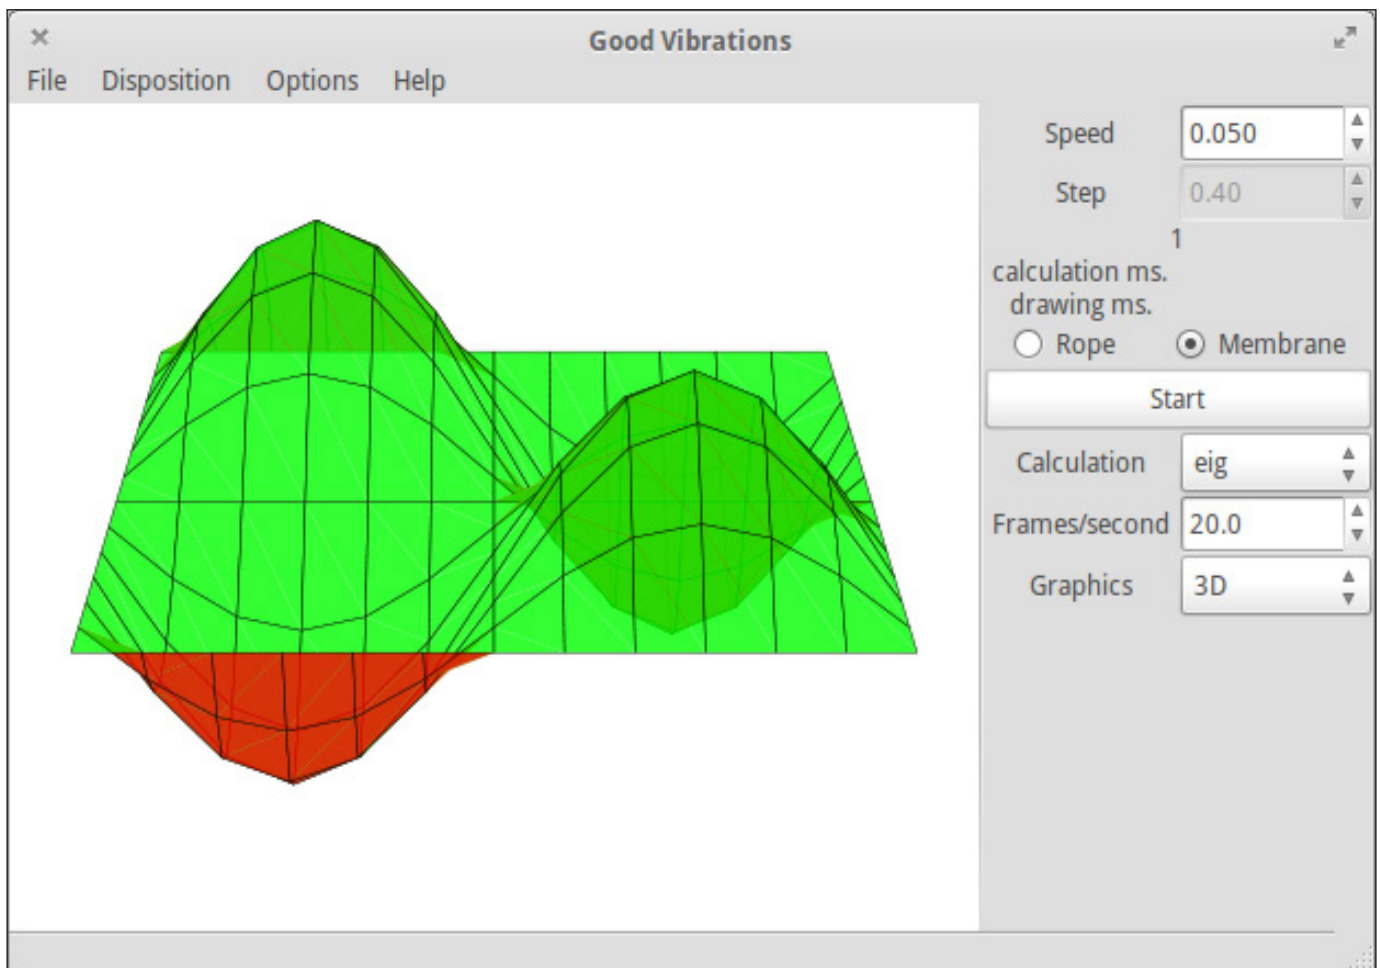 Good Vibrations
File Disposition Options Help
Speed 0.050
Step 0.40
1
calculation ms.
drawing ms.
Rope Membrane
Start
Calculation eig
Frames/second 20.0
Graphics 3D